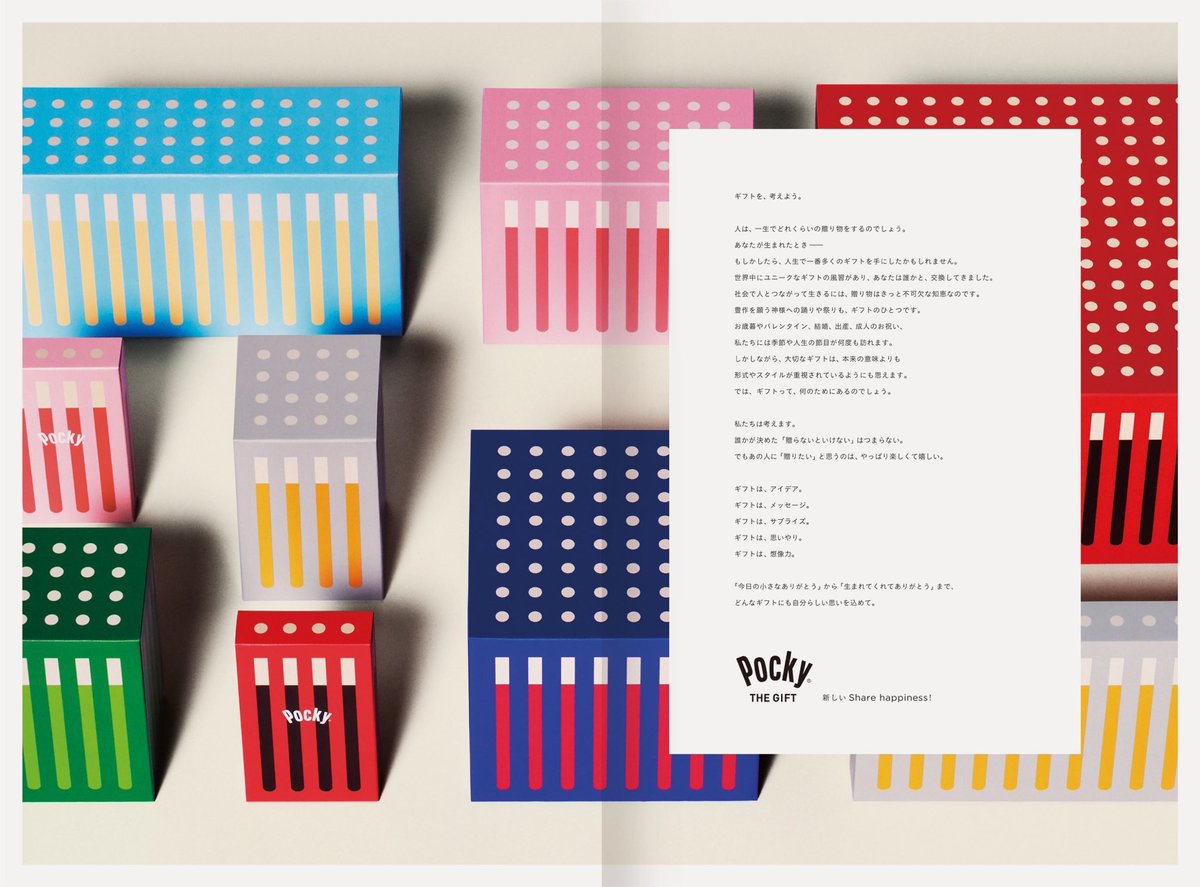 ギフトを、考えよう。
人は、一生でどれくらいの贈り物をするのでしょう。
あなたが生まれたとき――
もしかしたら、人生で一番多くのギフトを手にしたかもしれません。
世界中にユニークなギフトの風習があり、あなたは誰かと、交換してきました。
社会で人とつながって生きるには、贈り物はきっと不可欠な知恵なのです。
豊作を願う神様への踊りや祭りも、ギフトのひとつです。
お歳暮やバレンタイン、結婚、出産、成人のお祝い、
私たちには季節や人生の節目が何度も訪れます。
しかしながら、大切なギフトは、本来の意味よりも
形式やスタイルが重視されているようにも思えます。
では、ギフトって、何のためにあるのでしょう。
私たちは考えます。
誰かが決めた「贈らないといけない」はつまらない。
でもあの人に「贈りたい」と思うのは、やっぱり楽しくて嬉しい。
ギフトは、アイデア。
ギフトは、メッセージ。
ギフトは、サプライズ。
ギフトは、思いやり。
ギフトは、想像力。
「今日の小さなありがとう」から「生まれてくれてありがとう」まで、
どんなギフトにも自分らしい思いを込めて。
Pocky®
THE GIFT
新しい Share happiness!
Pocky
Pocky